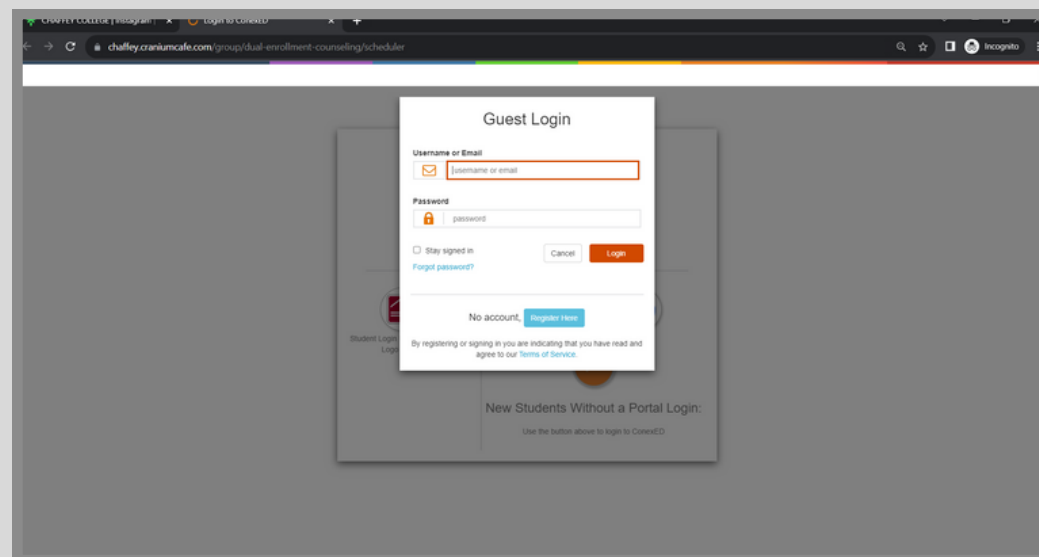 CHAFFEY COLLEGE | Instagram
Login to ConexED
chaffey.craniumcafe.com/group/dual-enrollment-counseling/scheduler
Incognito
Guest Login
Username or Email
username or email
Password
password
Stay signed in
Cancel
Login
Forgot password?
No account, Register Here
By registering or signing in you are indicating that you have read and
agree to our Terms of Service.
Student Login
New Students Without a Portal Login:
Use the button above to login to ConexED